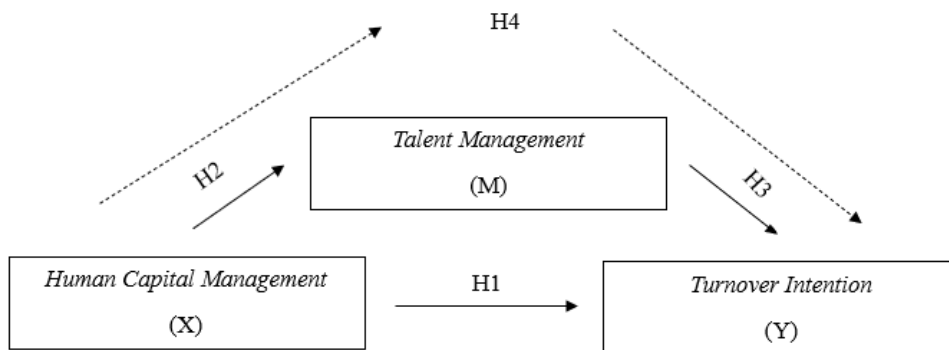 H4
Talent Management
(M)
H2
H3
Human Capital Management
(X)
H1
Turnover Intention
(Y)